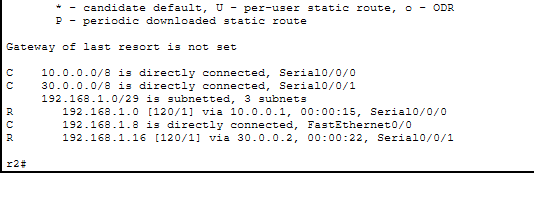 * - candidate default, U - per-user static route, o - ODR
P - periodic downloaded static route
Gateway of last resort is not set
C 10.0.0.0/8 is directly connected, Serial0/0/0
C 30.0.0.0/8 is directly connected, Serial0/0/1
192.168.1.0/29 is subnetted, 3 subnets
R 192.168.1.0 [120/1] via 10.0.0.1, 00:00:15, Serial0/0/0
C 192.168.1.8 is directly connected, FastEthernet0/0
R 192.168.1.16 [120/1] via 30.0.0.2, 00:00:22, Serial0/0/1
r2#